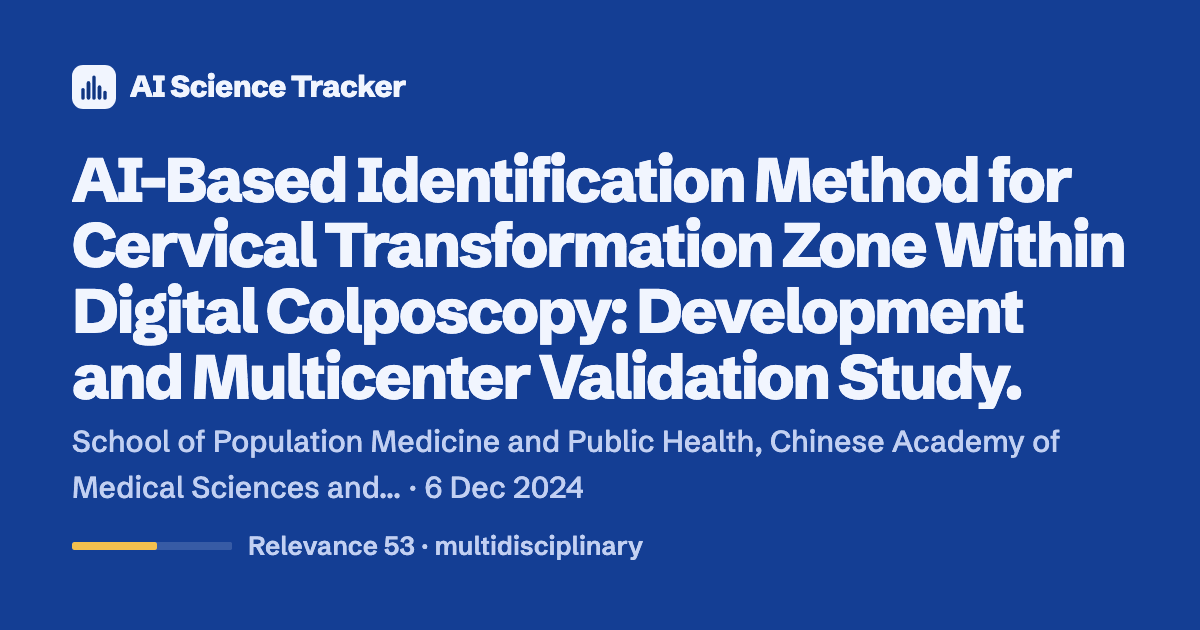 AI Science Tracker
AI-Based Identification Method for
Cervical Transformation Zone Within
Digital Colposcopy: Development
and Multicenter Validation Study.
School of Population Medicine and Public Health, Chinese Academy of
Medical Sciences and... · 6 Dec 2024
Relevance 53 · multidisciplinary